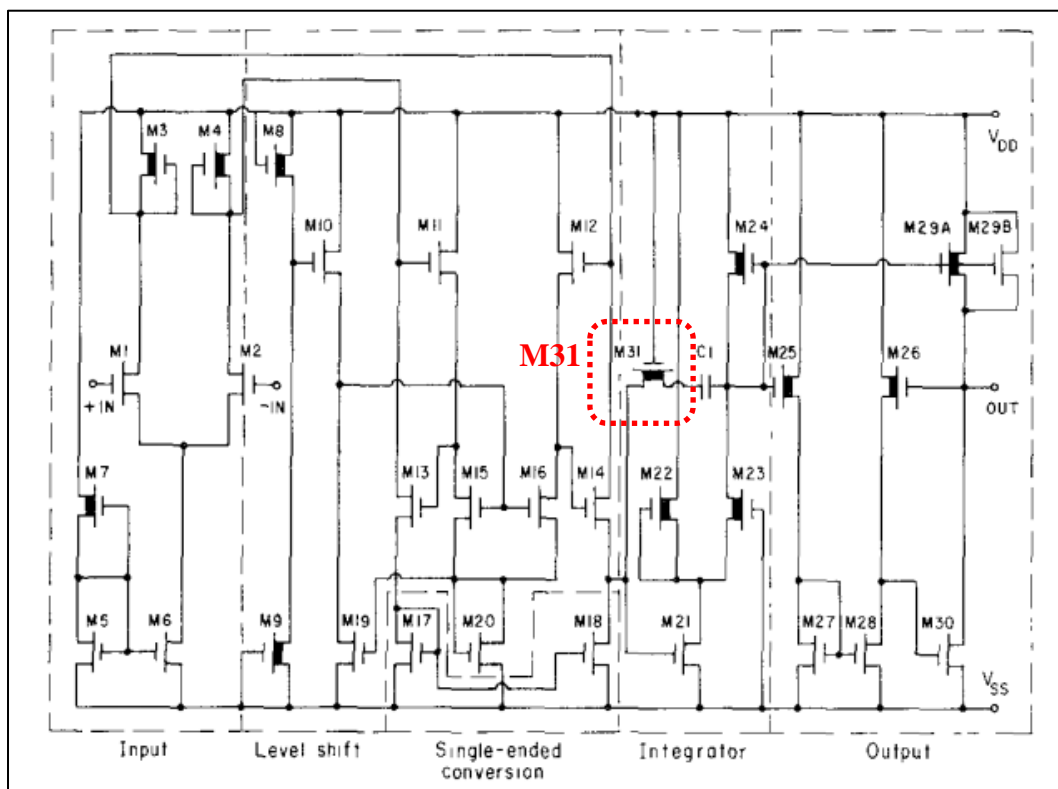 M3
M4
M8
V_DD
M10
M11
M12
M24
M29A
M29B
M31
M31
C1
M1
M2
+IN
-IN
M25
M26
OUT
M7
M13
M15
M16
M14
M22
M23
M5
M6
M9
M19
M17
M20
M18
M21
M27
M28
M30
V_SS
Input
Level shift
Single-ended
conversion
Integrator
Output